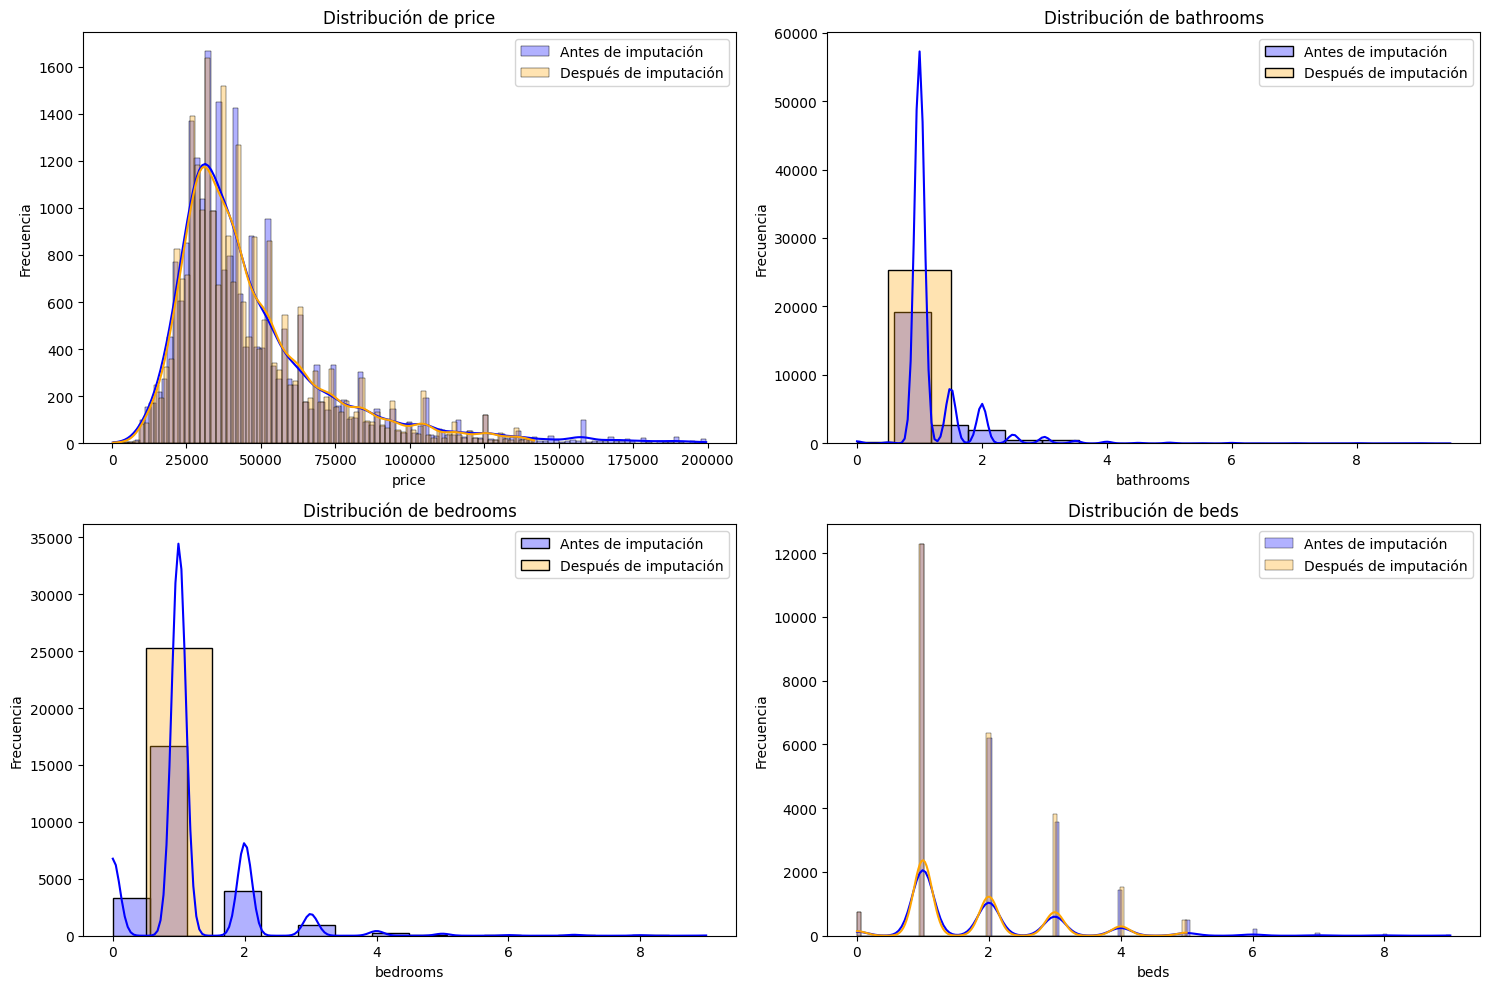 Distribución de price
Frecuencia
1600
1400
1200
1000
800
600
400
200
0
Antes de imputación
Después de imputación
0 25000 50000 75000 100000 125000 150000 175000 200000
price
Distribución de bathrooms
Frecuencia
60000
50000
40000
30000
20000
10000
0
Antes de imputación
Después de imputación
0 2 4 6 8
bathrooms
Distribución de bedrooms
Frecuencia
35000
30000
25000
20000
15000
10000
5000
0
Antes de imputación
Después de imputación
0 2 4 6 8
bedrooms
Distribución de beds
Frecuencia
12000
10000
8000
6000
4000
2000
0
Antes de imputación
Después de imputación
0 2 4 6 8
beds